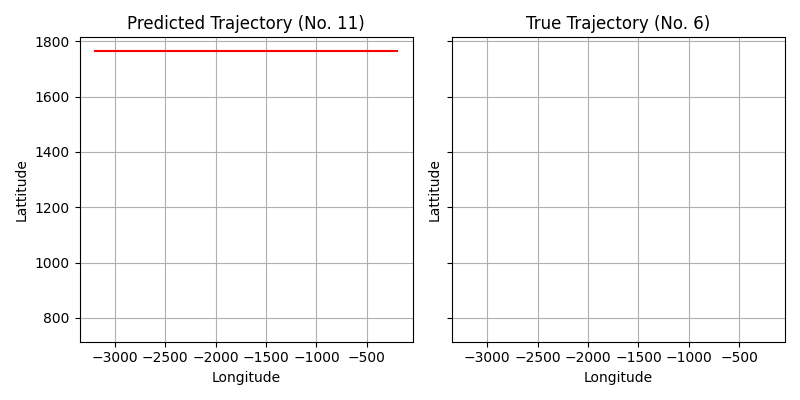 Predicted Trajectory (No. 11)
True Trajectory (No. 6)
Lattitude
1800
1600
1400
1200
1000
800
−3000 −2500 −2000 −1500 −1000 −500
Longitude
Lattitude
−3000 −2500 −2000 −1500 −1000 −500
Longitude